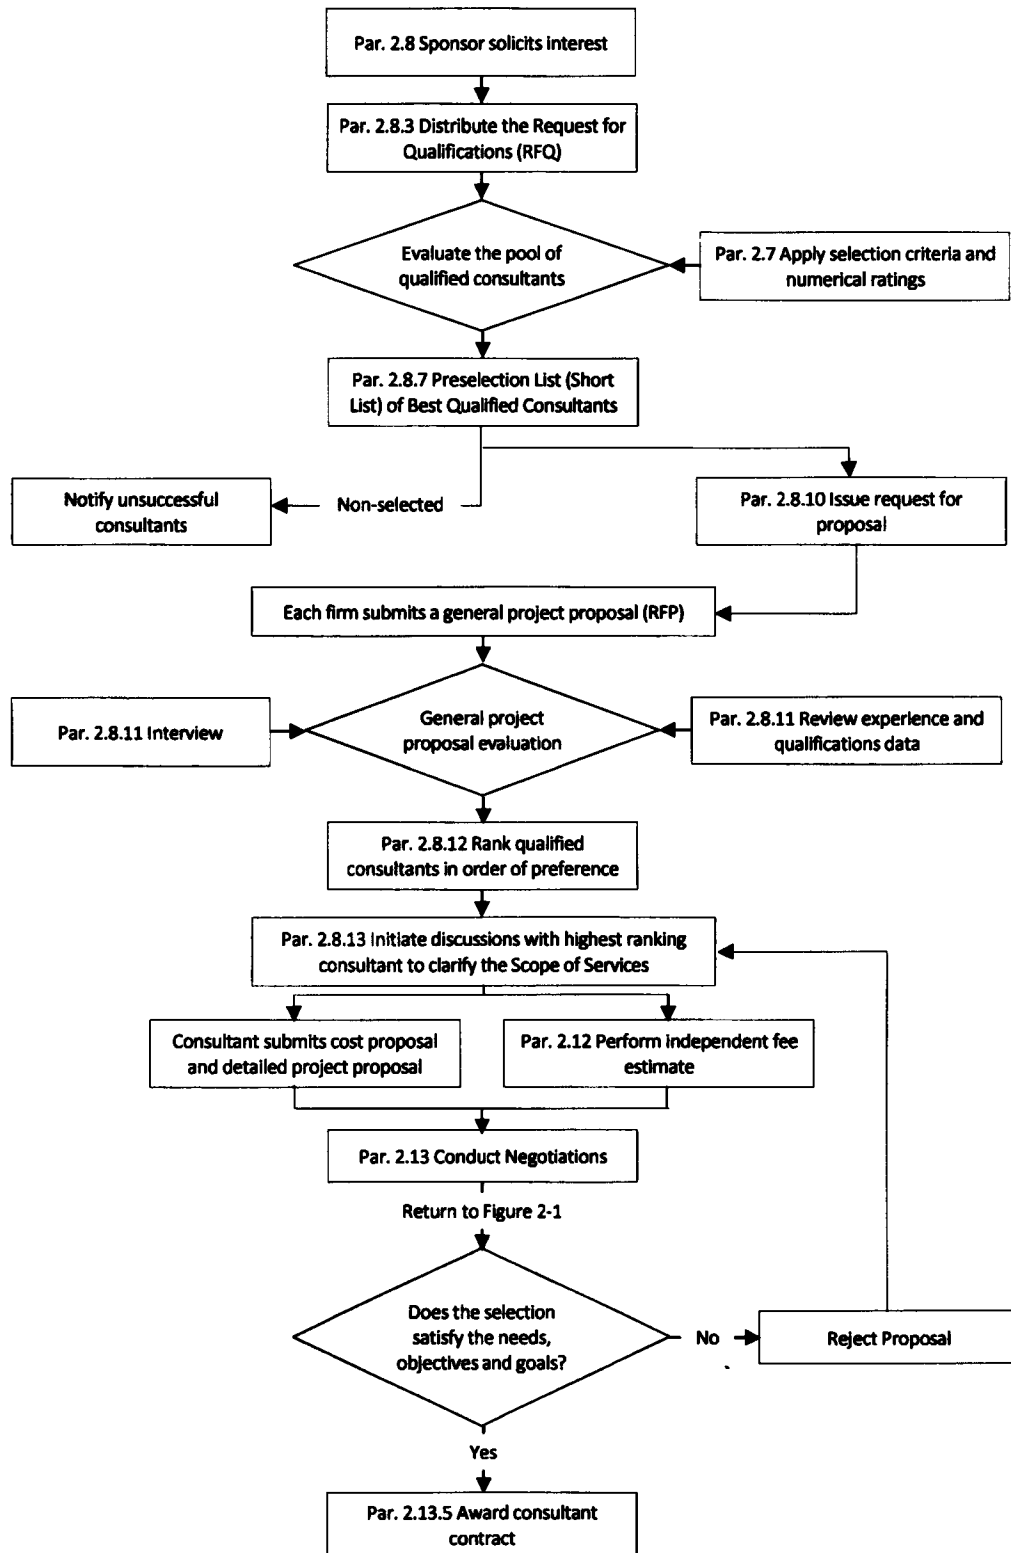 Par. 2.8 Sponsor solicits interest
Par. 2.8.3 Distribute the Request for
Qualifications (RFQ)
Evaluate the pool of
qualified consultants
Par. 2.7 Apply selection criteria and
numerical ratings
Par. 2.8.7 Preselection List (Short
List) of Best Qualified Consultants
Notify unsuccessful
consultants
Non-selected
Par. 2.8.10 Issue request for
proposal
Each firm submits a general project proposal (RFP)
Par. 2.8.11 Interview
General project
proposal evaluation
Par. 2.8.11 Review experience and
qualifications data
Par. 2.8.12 Rank qualified
consultants in order of preference
Par. 2.8.13 Initiate discussions with highest ranking
consultant to clarify the Scope of Services
Consultant submits cost proposal
and detailed project proposal
Par. 2.12 Perform independent fee
estimate
Par. 2.13 Conduct Negotiations
Return to Figure 2-1
Does the selection
satisfy the needs,
objectives and goals?
No
Reject Proposal
Yes
Par. 2.13.5 Award consultant
contract